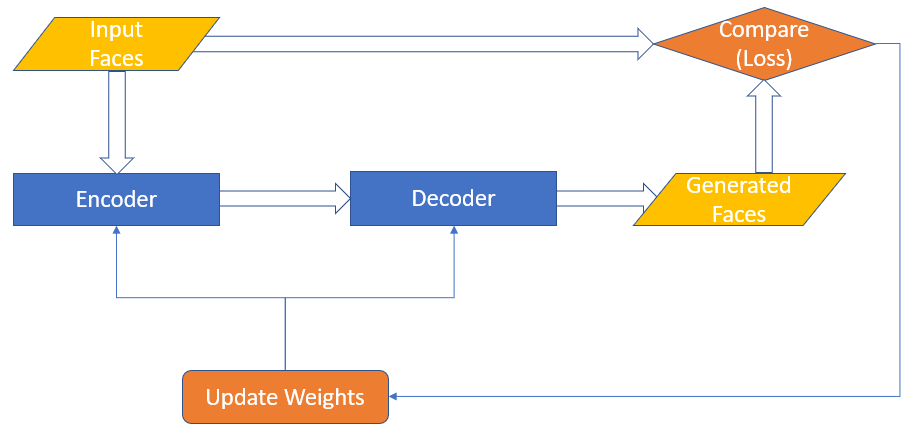 Input
Faces
Compare
(Loss)
Encoder
Decoder
Generated
Faces
Update Weights